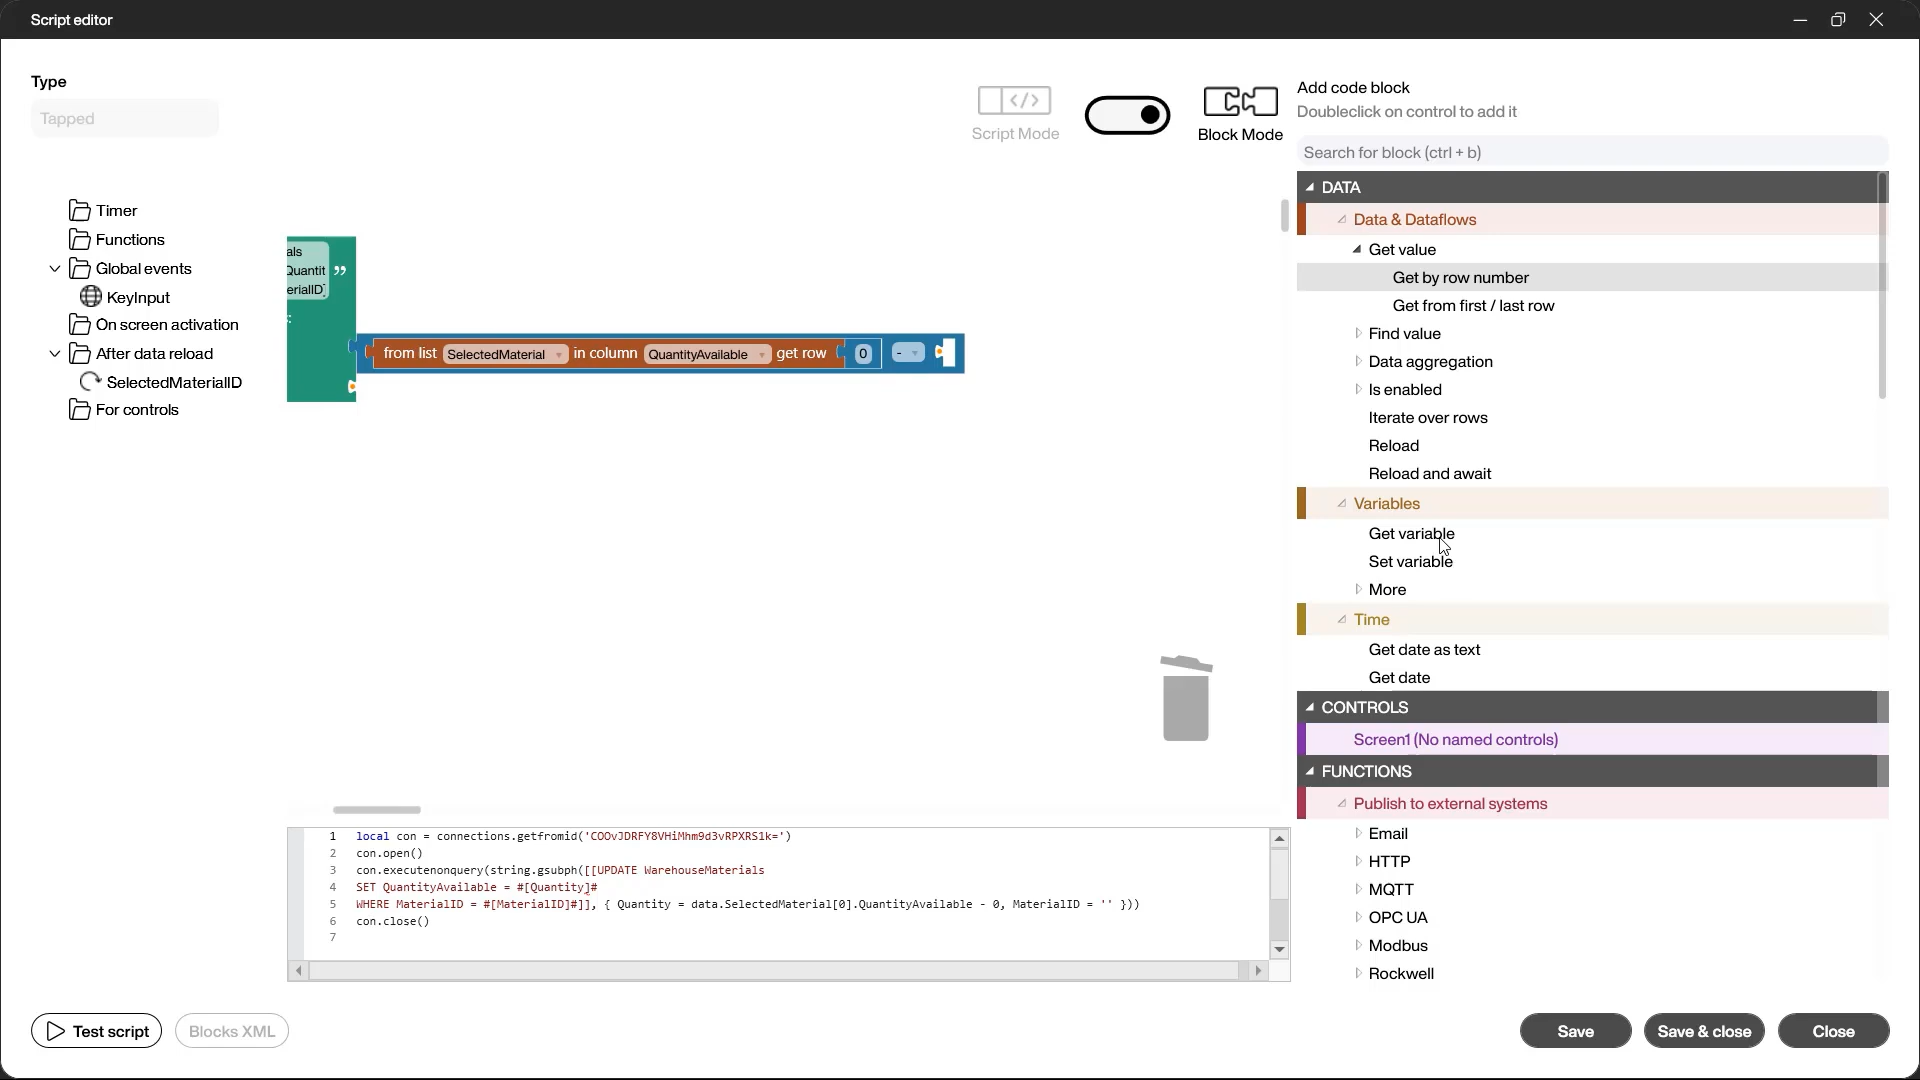 Script editor
Type
Tapped
Script Mode
Block Mode
Add code block
Doubleclick on control to add it
Search for block (ctrl + b)
Timer
Functions
Global events
KeyInput
On screen activation
After data reload
SelectedMaterialID
For controls
als
Quantit
erialID]
from list SelectedMaterial in column QuantityAvailable get row 0 -
DATA
Data & Dataflows
Get value
Get by row number
Get from first / last row
Find value
Data aggregation
Is enabled
Iterate over rows
Reload
Reload and await
Variables
Get variable
Set variable
More
Time
Get date as text
Get date
CONTROLS
Screen1 (No named controls)
FUNCTIONS
Publish to external systems
Email
HTTP
MQTT
OPC UA
Modbus
Rockwell
1 local con = connections.getfromid('COOvJDRFY8VHiMhm9d3vRPXRS1k=')
2 con.open()
3 con.executenonquery(string.gsubph([[UPDATE WarehouseMaterials
4 SET QuantityAvailable = #[Quantity]#
5 WHERE MaterialID = #[MaterialID]#]], { Quantity = data.SelectedMaterial[0].QuantityAvailable - 0, MaterialID = '' }))
6 con.close()
7
Test script
Blocks XML
Save
Save & close
Close